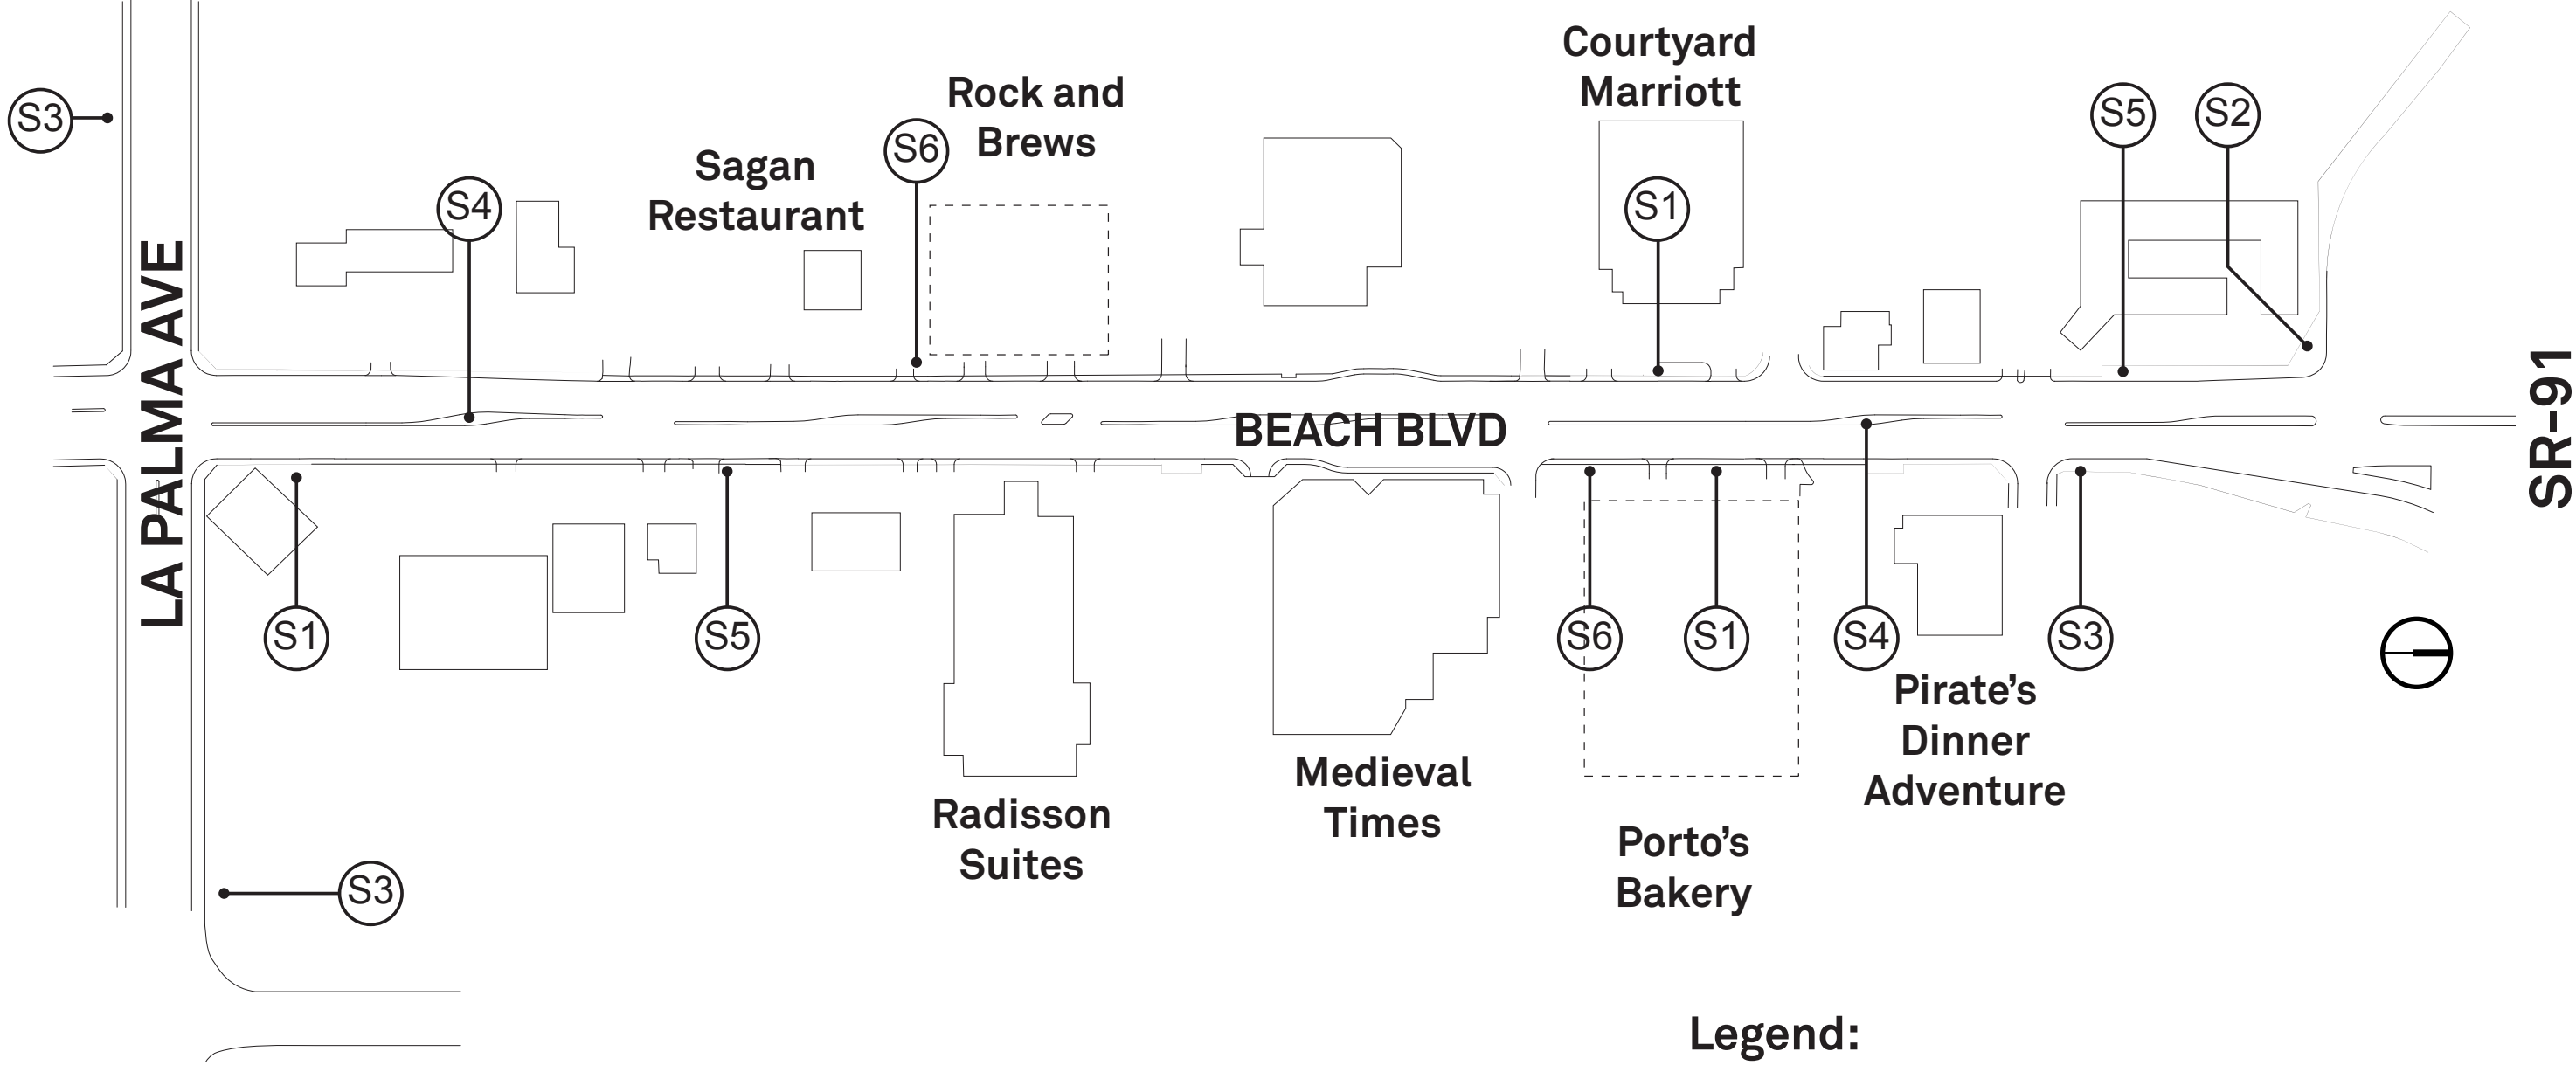 Courtyard
Marriott
Rock and
Brews
S3
S6
S5
S2
Sagan
Restaurant
S4
S1
LA PALMA AVE
BEACH BLVD
SR-91
S1
S5
S6
S1
S4
S3
Pirate’s
Dinner
Adventure
Medieval
Times
Radisson
Suites
Porto’s
Bakery
S3
Legend: